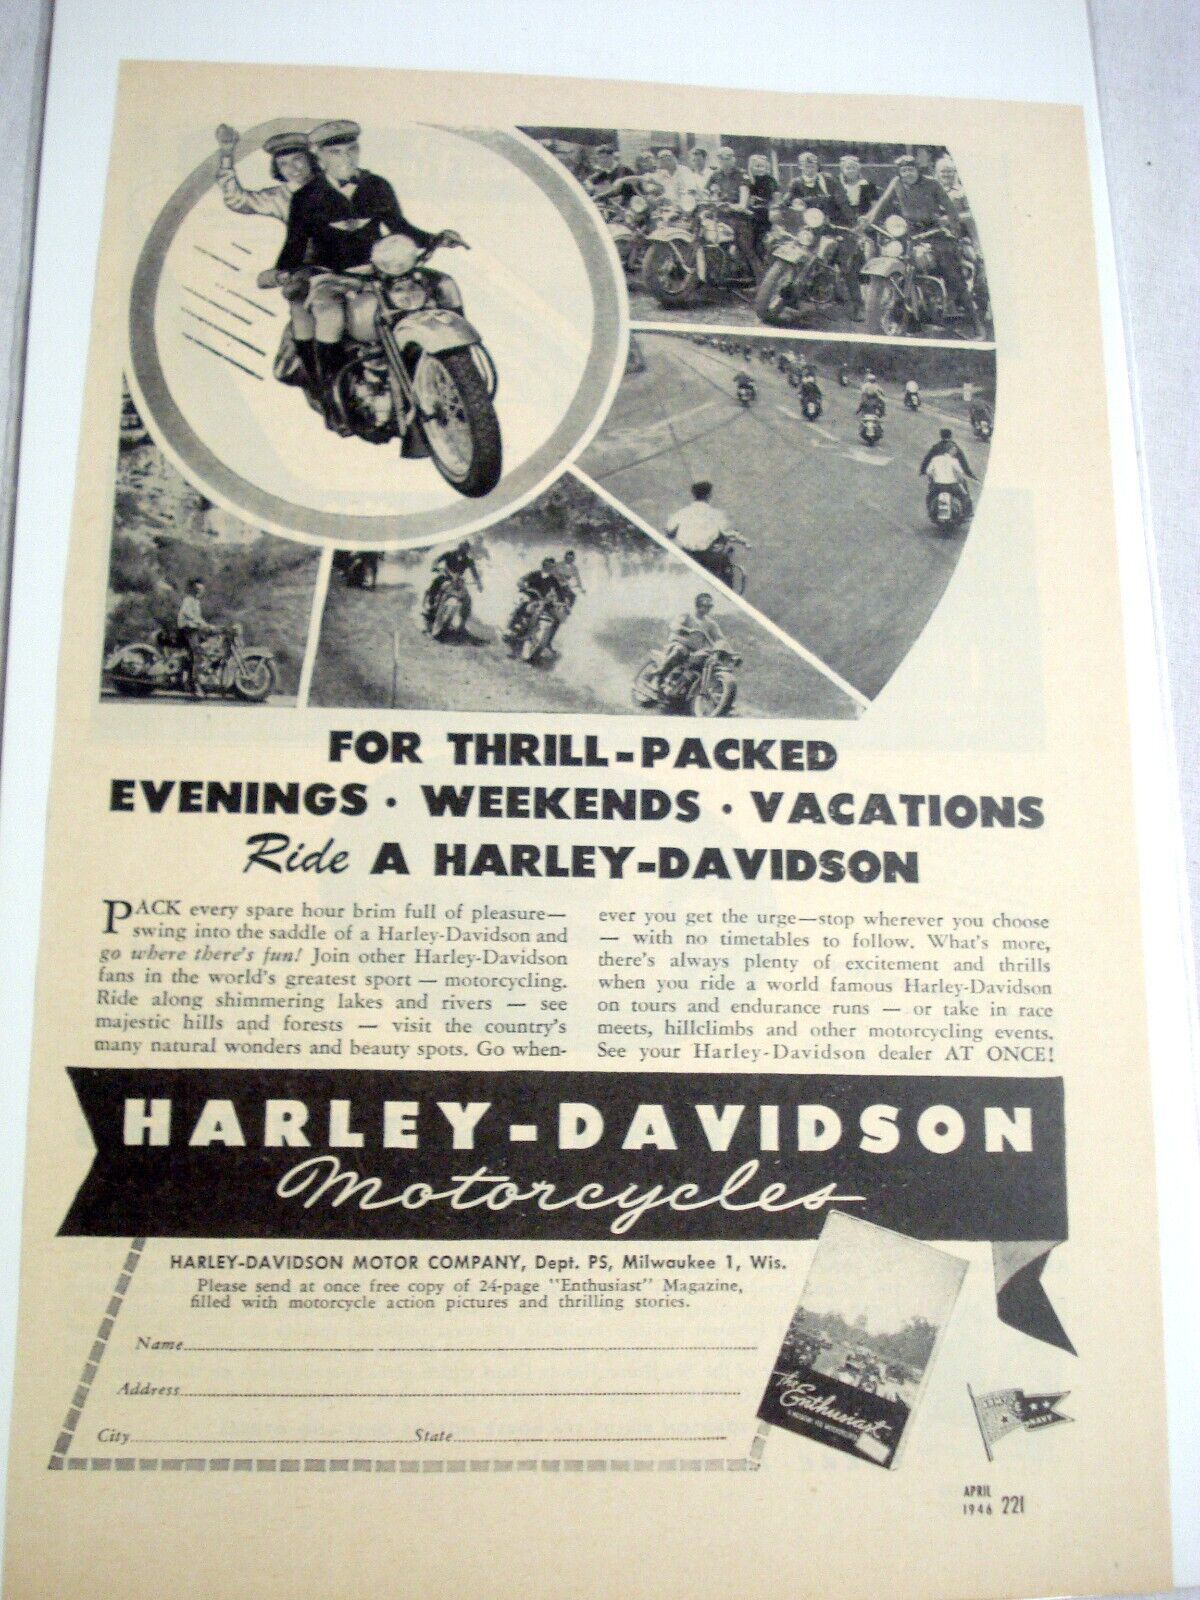 FOR THRILL-PACKED
EVENINGS · WEEKENDS · VACATIONS
Ride A HARLEY-DAVIDSON
PACK every spare hour brim full of pleasure—
swing into the saddle of a Harley-Davidson and
go where there's fun! Join other Harley-Davidson
fans in the world's greatest sport — motorcycling.
Ride along shimmering lakes and rivers — see
majestic hills and forests — visit the country's
many natural wonders and beauty spots. Go when-
ever you get the urge—stop wherever you choose
— with no timetables to follow. What's more,
there's always plenty of excitement and thrills
when you ride a world famous Harley-Davidson
on tours and endurance runs — or take in race
meets, hillclimbs and other motorcycling events.
See your Harley-Davidson dealer AT ONCE!
HARLEY-DAVIDSON
Motorcycles
HARLEY-DAVIDSON MOTOR COMPANY, Dept. PS, Milwaukee 1, Wis.
Please send at once free copy of 24-page "Enthusiast" Magazine,
filled with motorcycle action pictures and thrilling stories.
Name
Address
City State
The Enthusiast
ARMY
NAVY
APRIL
1946 221